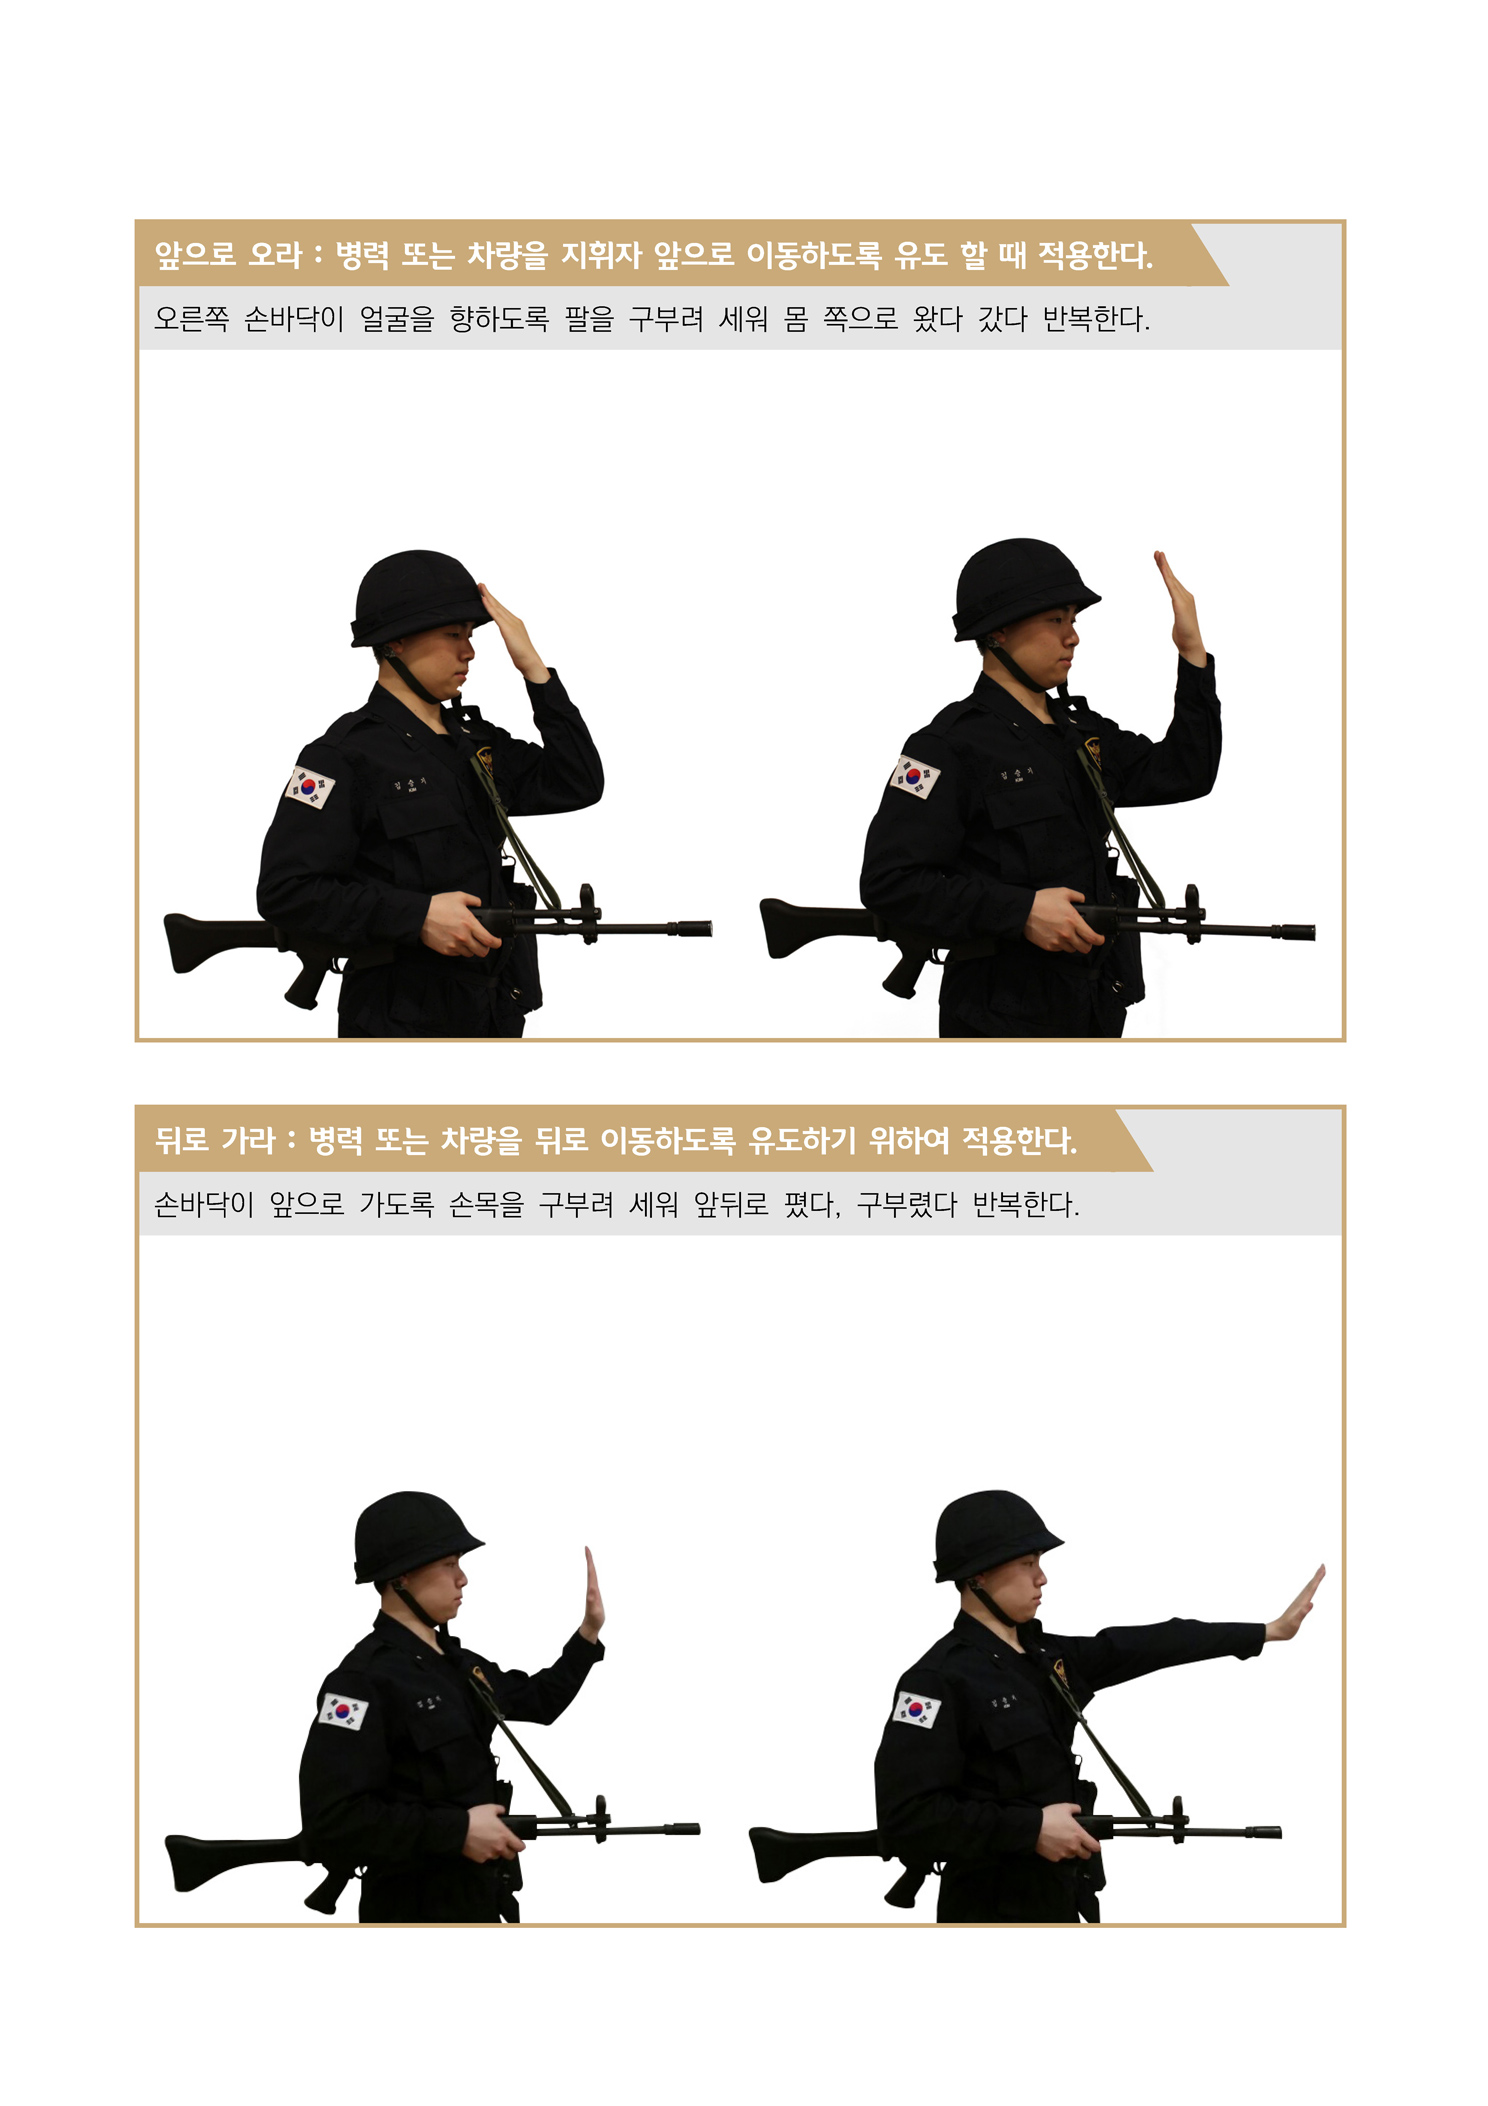 앞으로 오라 : 병력 또는 차량을 지휘자 앞으로 이동하도록 유도 할 때 적용한다.
오른쪽 손바닥이 얼굴을 향하도록 팔을 구부려 세워 몸 쪽으로 왔다 갔다 반복한다.
뒤로 가라 : 병력 또는 차량을 뒤로 이동하도록 유도하기 위하여 적용한다.
손바닥이 앞으로 가도록 손목을 구부려 세워 앞뒤로 폈다, 구부렸다 반복한다.